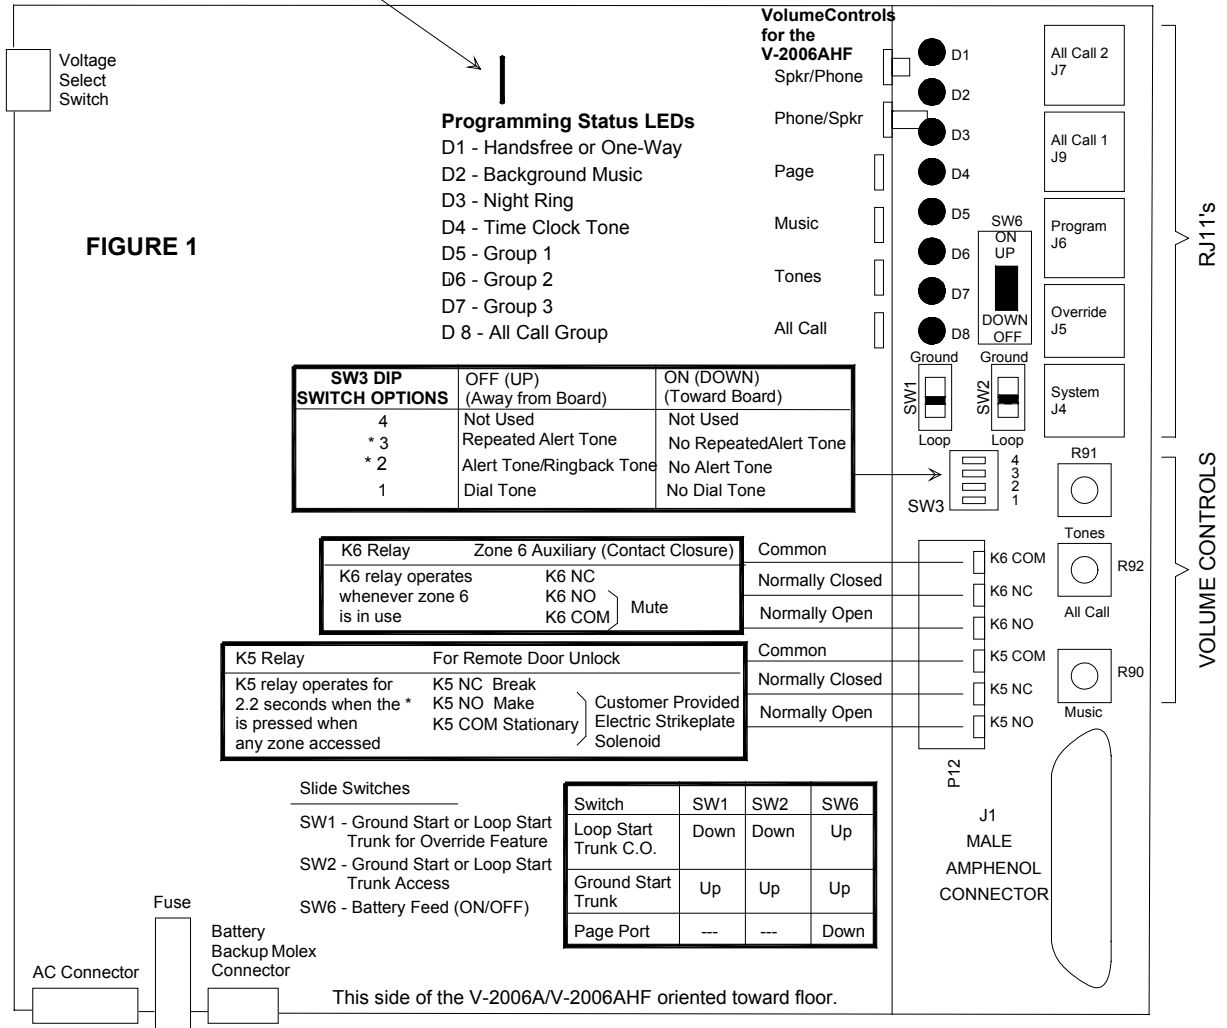 Voltage
Select
Switch
FIGURE 1
Programming Status LEDs
D1 - Handsfree or One-Way
D2 - Background Music
D3 - Night Ring
D4 - Time Clock Tone
D5 - Group 1
D6 - Group 2
D7 - Group 3
D 8 - All Call Group
VolumeControls
for the
V-2006AHF
Spkr/Phone
Phone/Spkr
Page
Music
Tones
All Call
D1
D2
D3
D4
D5
D6
D7
D8
SW6
ON
UP
DOWN
OFF
All Call 2
J7
All Call 1
J9
Program
J6
Override
J5
System
J4
RJ11's
Ground
SW1
Loop
Ground
SW2
Loop
SW3 DIP OFF (UP) ON (DOWN)
SWITCH OPTIONS (Away from Board) (Toward Board)
4 Not Used Not Used
* 3 Repeated Alert Tone No RepeatedAlert Tone
* 2 Alert Tone/Ringback Tone No Alert Tone
1 Dial Tone No Dial Tone
SW3
4
3
2
1
R91
Tones
R92
All Call
R90
Music
VOLUME CONTROLS
K6 Relay Zone 6 Auxiliary (Contact Closure)
K6 relay operates K6 NC
whenever zone 6 K6 NO
is in use K6 COM
Mute
Common
Normally Closed
Normally Open
K6 COM
K6 NC
K6 NO
K5 Relay For Remote Door Unlock
K5 relay operates for K5 NC Break
2.2 seconds when the * K5 NO Make
is pressed when K5 COM Stationary
any zone accessed
Customer Provided
Electric Strikeplate
Solenoid
Common
Normally Closed
Normally Open
K5 COM
K5 NC
K5 NO
P12
J1
MALE
AMPHENOL
CONNECTOR
Slide Switches
SW1 - Ground Start or Loop Start
Trunk for Override Feature
SW2 - Ground Start or Loop Start
Trunk Access
SW6 - Battery Feed (ON/OFF)
Switch SW1 SW2 SW6
Loop Start Down Down Up
Trunk C.O.
Ground Start Up Up Up
Trunk
Page Port --- --- Down
Fuse
Battery
Backup Molex
Connector
AC Connector
This side of the V-2006A/V-2006AHF oriented toward floor.